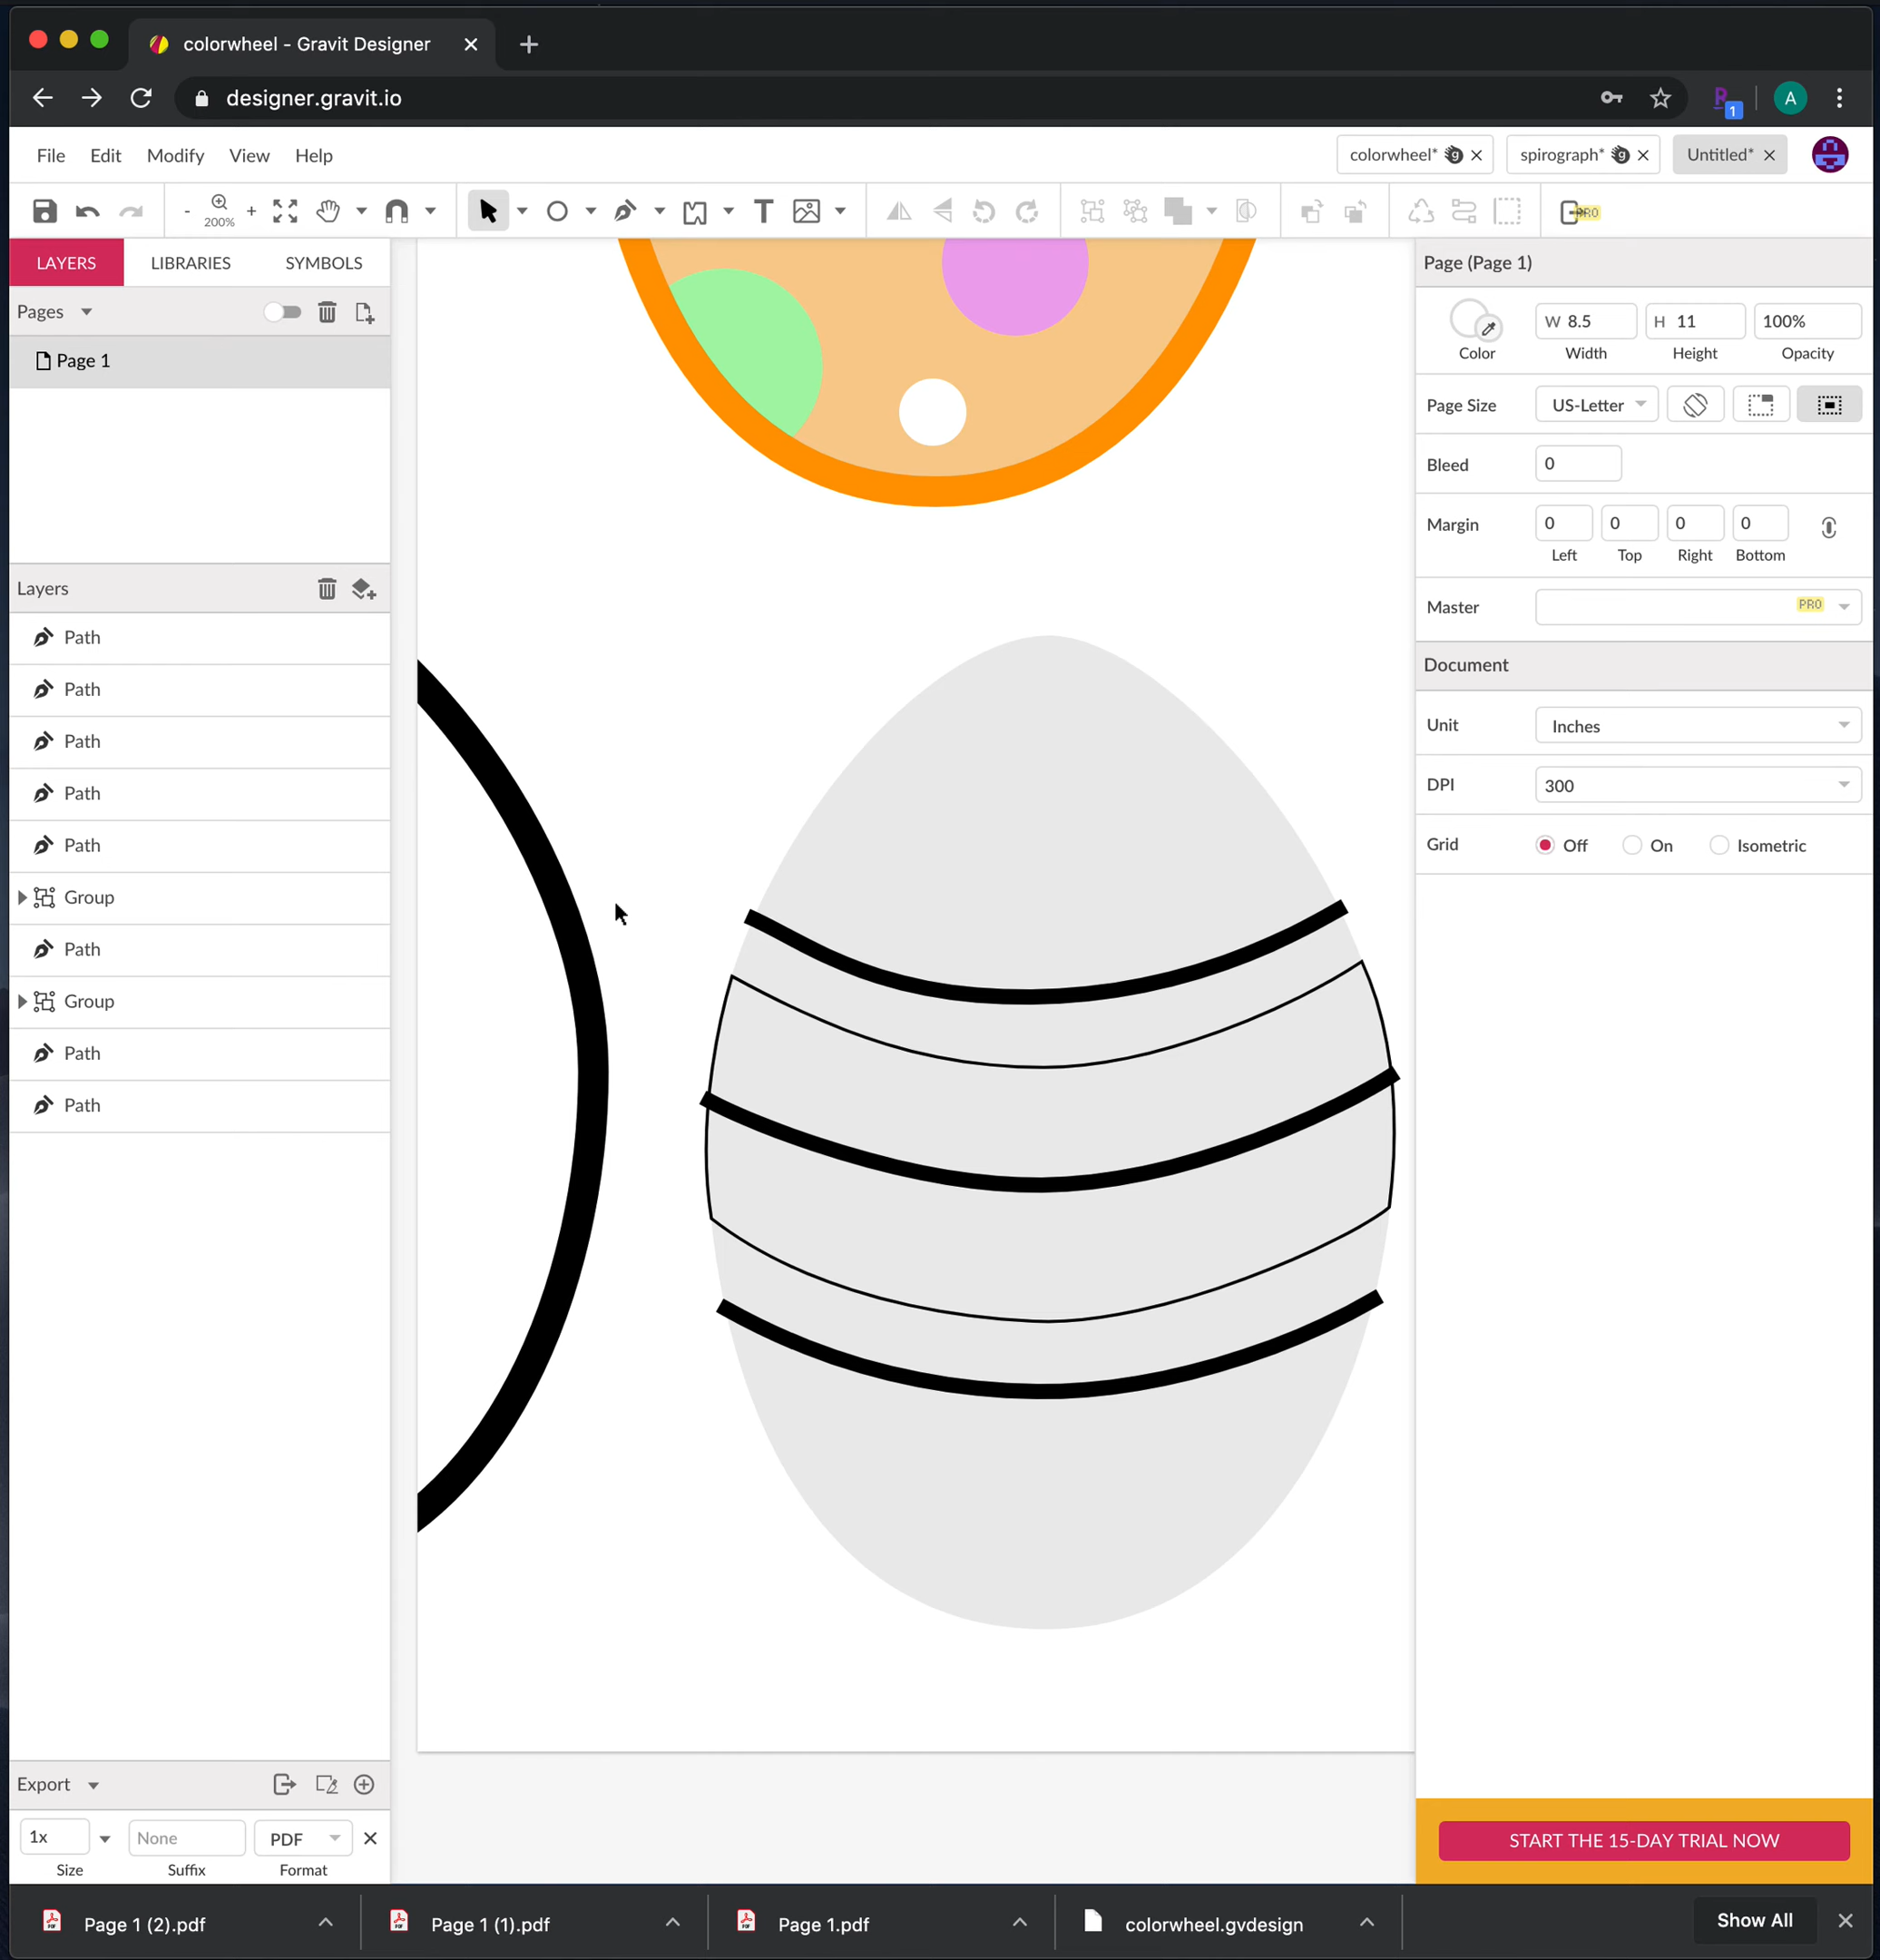 colorwheel - Gravit Designer
designer.gravit.io
1
A
File Edit Modify View Help
colorwheel* spirograph* Untitled*
- 200% + T PRO
LAYERS LIBRARIES SYMBOLS
Pages
Page 1
Layers
Path
Path
Path
Path
Path
Group
Path
Group
Path
Path
Export
1x None PDF
Size Suffix Format
Page (Page 1)
W 8.5 H 11 100%
Color Width Height Opacity
Page Size US-Letter
Bleed 0
Margin 0 0 0 0
Left Top Right Bottom
Master PRO
Document
Unit Inches
DPI 300
Grid Off On Isometric
START THE 15-DAY TRIAL NOW
Page 1 (2).pdf Page 1 (1).pdf Page 1.pdf colorwheel.gvdesign Show All